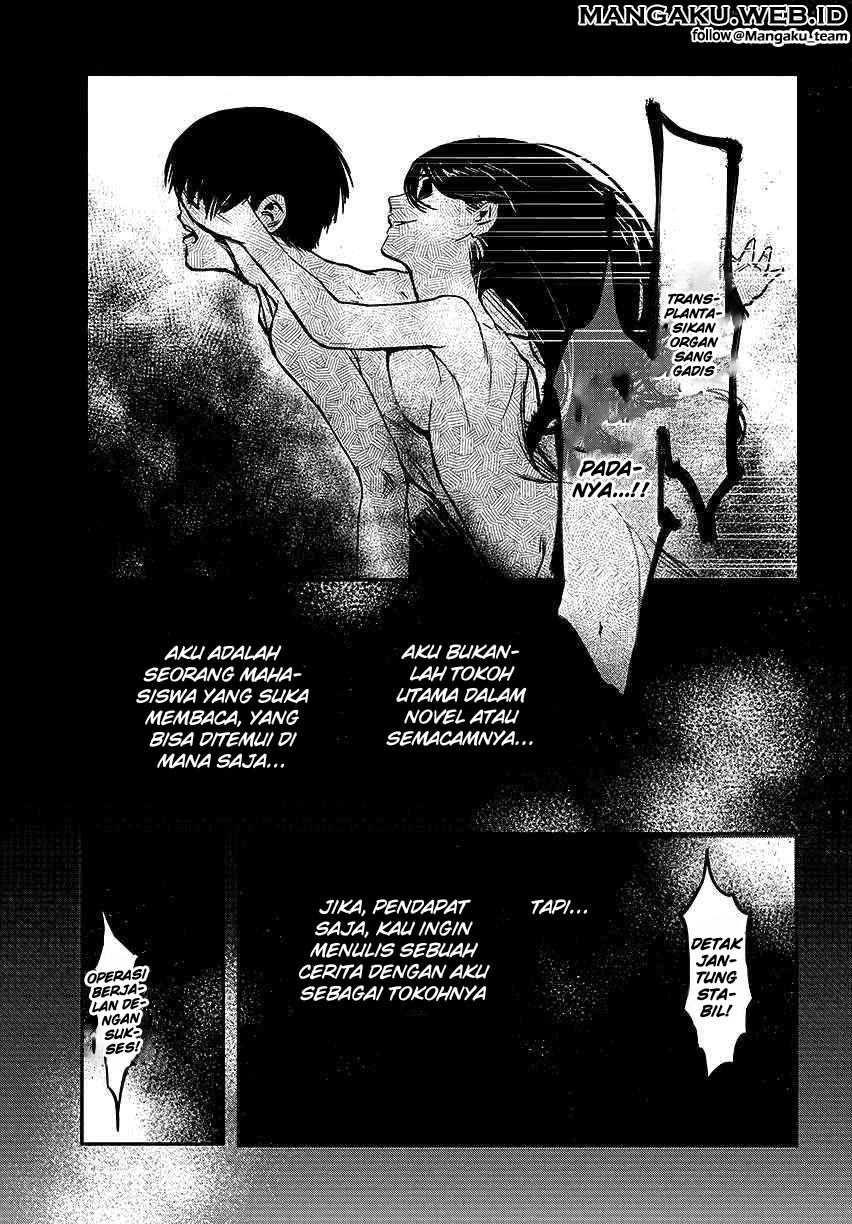 MANGAKU.WEB.ID
follow@Mangaku_team
TRANS-
PLANTA-
SIKAN
ORGAN
SANG
GADIS
PADA-
NYA...!!
AKU BUKAN-
LAH TOKOH
UTAMA DALAM
NOVEL ATAU
SEMACAMNYA...
AKU ADALAH
SEORANG MAHA-
SISWA YANG SUKA
MEMBACA, YANG
BISA DITEMUI DI
MANA SAJA...
DETAK
JAN-
TUNG
STA-
BIL!
TAPI...
JIKA, PENDAPAT
SAJA, KAU INGIN
MENULIS SEBUAH
CERITA DENGAN AKU
SEBAGAI TOKOHNYA
OPERASI
BERJA-
LAN DE-
NGAN
SUK-
SES!